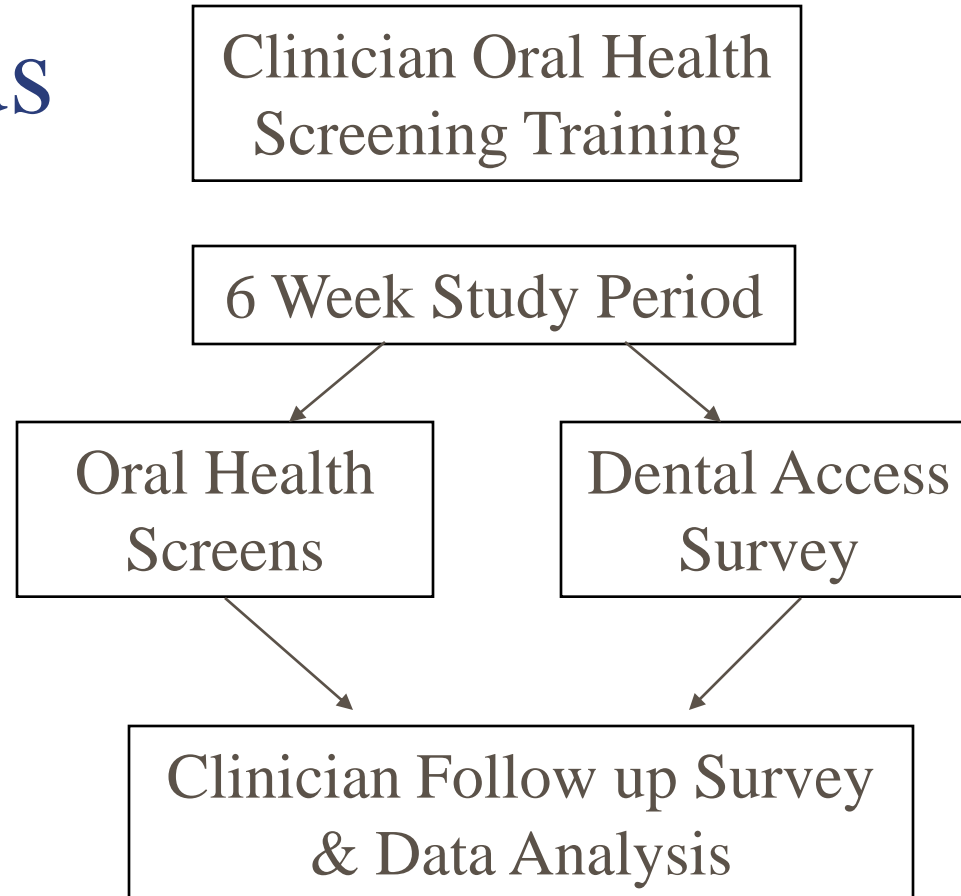 Clinician Oral Health
Screening Training
6 Week Study Period
Oral Health
Screens
Dental Access
Survey
Clinician Follow up Survey
& Data Analysis